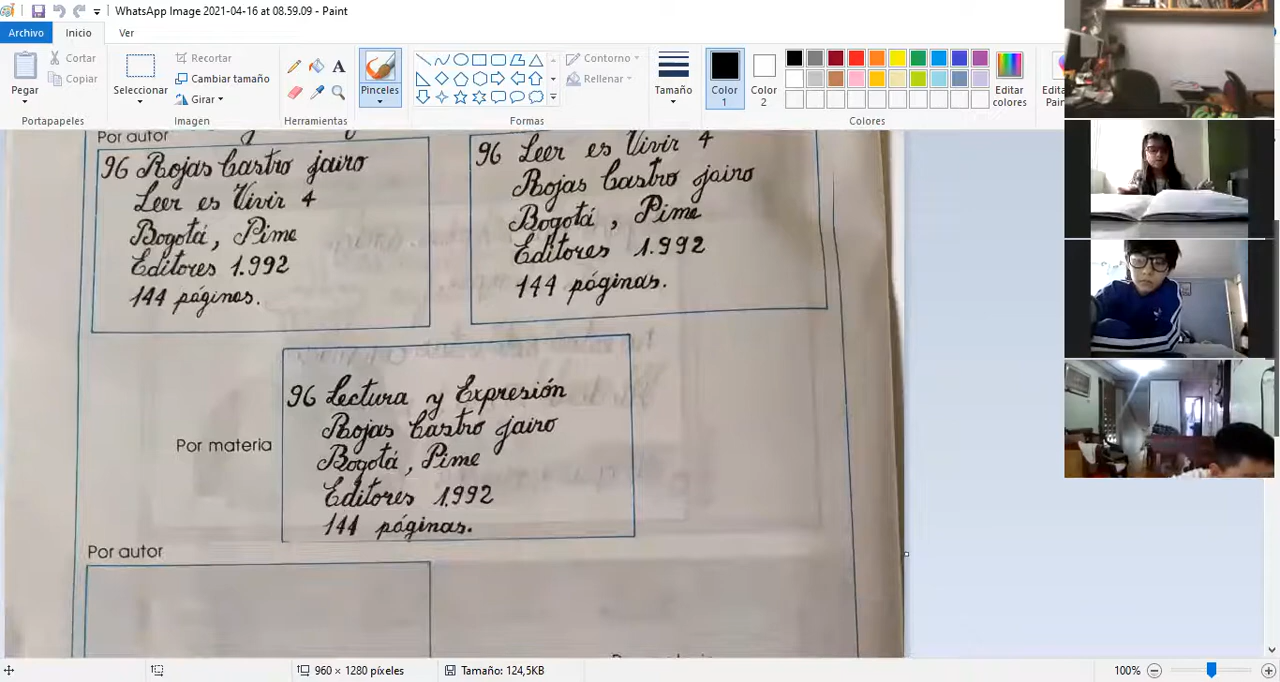 WhatsApp Image 2021-04-16 at 08.59.09 - Paint
Archivo Inicio Ver
Pegar
Cortar
Copiar
Portapapeles
Seleccionar
Recortar
Cambiar tamaño
Girar
Imagen
A
Herramientas
Pinceles
Contorno
Rellenar
Formas
Tamaño
Color 1
Color 2
Editar colores
Colores
Por autor
96 Rojas Castro jairo
Leer es Vivir 4
Bogotá, Pime
Editores 1.992
144 páginas.
96 Leer es Vivir 4
Rojas Castro jairo
Bogotá, Pime
Editores 1.992
144 páginas.
Por materia
96 Lectura y Expresión
Rojas Castro jairo
Bogotá, Pime
Editores 1.992
144 páginas.
Por autor
960 × 1280 píxeles
Tamaño: 124,5KB
100%